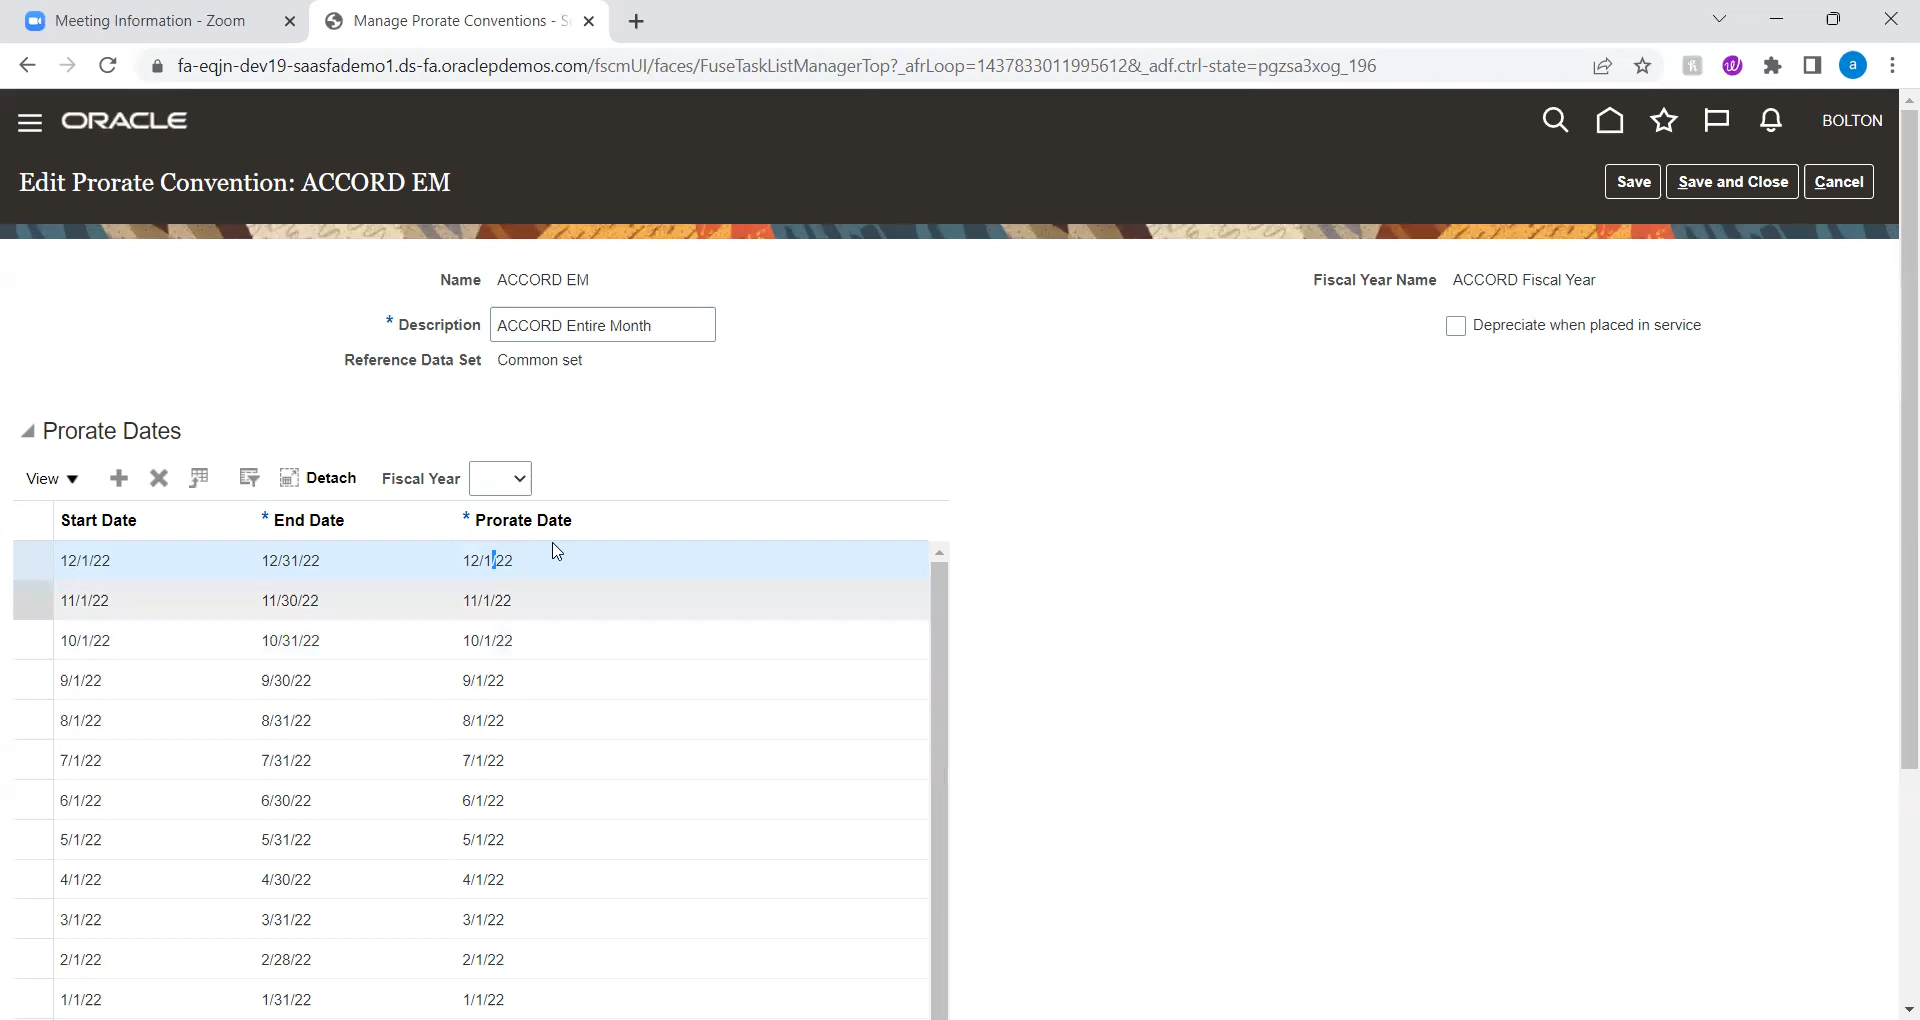 Meeting Information - Zoom
Manage Prorate Conventions - S
fa-eqjn-dev19-saasfademo1.ds-fa.oraclepdemos.com/fscmUI/faces/FuseTaskListManagerTop?_afrLoop=1437833011995612&_adf.ctrl-state=pgzsa3xog_196
a
ORACLE
BOLTON
Edit Prorate Convention: ACCORD EM
Save
Save and Close
Cancel
Name ACCORD EM
Fiscal Year Name ACCORD Fiscal Year
* Description ACCORD Entire Month
Depreciate when placed in service
Reference Data Set Common set
Prorate Dates
View
Detach
Fiscal Year
Start Date * End Date * Prorate Date
12/1/22 12/31/22 12/1/22
11/1/22 11/30/22 11/1/22
10/1/22 10/31/22 10/1/22
9/1/22 9/30/22 9/1/22
8/1/22 8/31/22 8/1/22
7/1/22 7/31/22 7/1/22
6/1/22 6/30/22 6/1/22
5/1/22 5/31/22 5/1/22
4/1/22 4/30/22 4/1/22
3/1/22 3/31/22 3/1/22
2/1/22 2/28/22 2/1/22
1/1/22 1/31/22 1/1/22